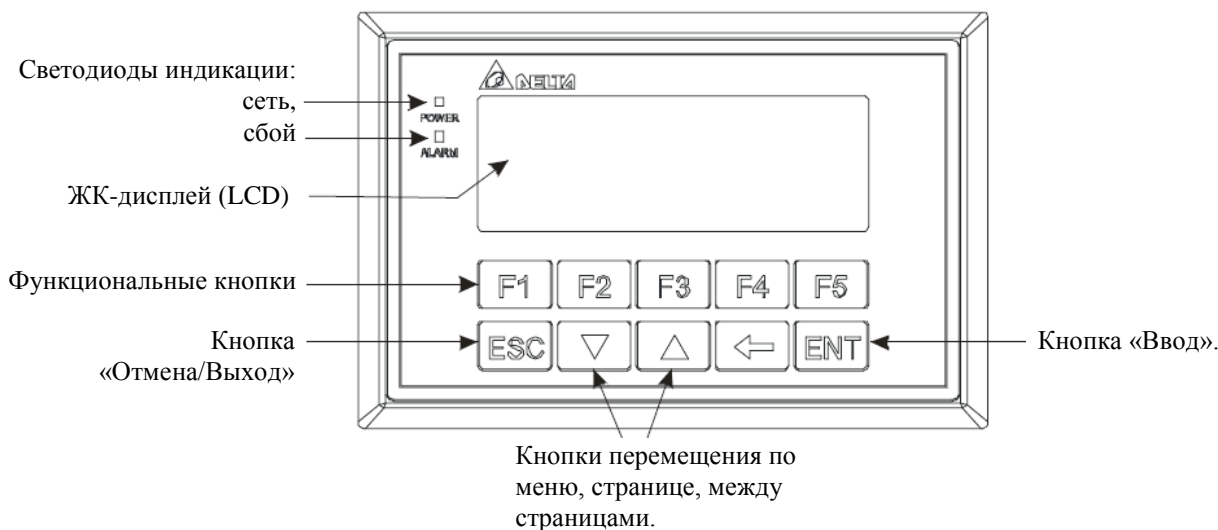 Светодиоды индикации:
сеть,
сбой
ЖК-дисплей (LCD)
Функциональные кнопки
Кнопка
«Отмена/Выход»
DELTA
POWER
ALARM
F1 F2 F3 F4 F5
ESC ENT
Кнопка «Ввод».
Кнопки перемещения по
меню, странице, между
страницами.